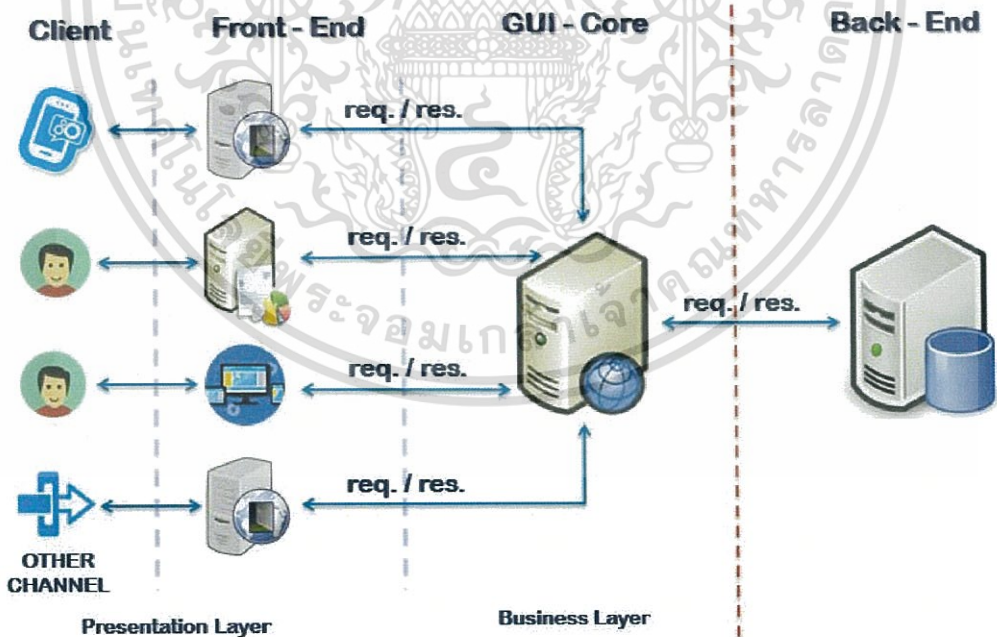 Client
Front - End
GUI - Core
Back - End
req. / res.
req. / res.
req. / res.
req. / res.
req. / res.
OTHER
CHANNEL
Presentation Layer
Business Layer